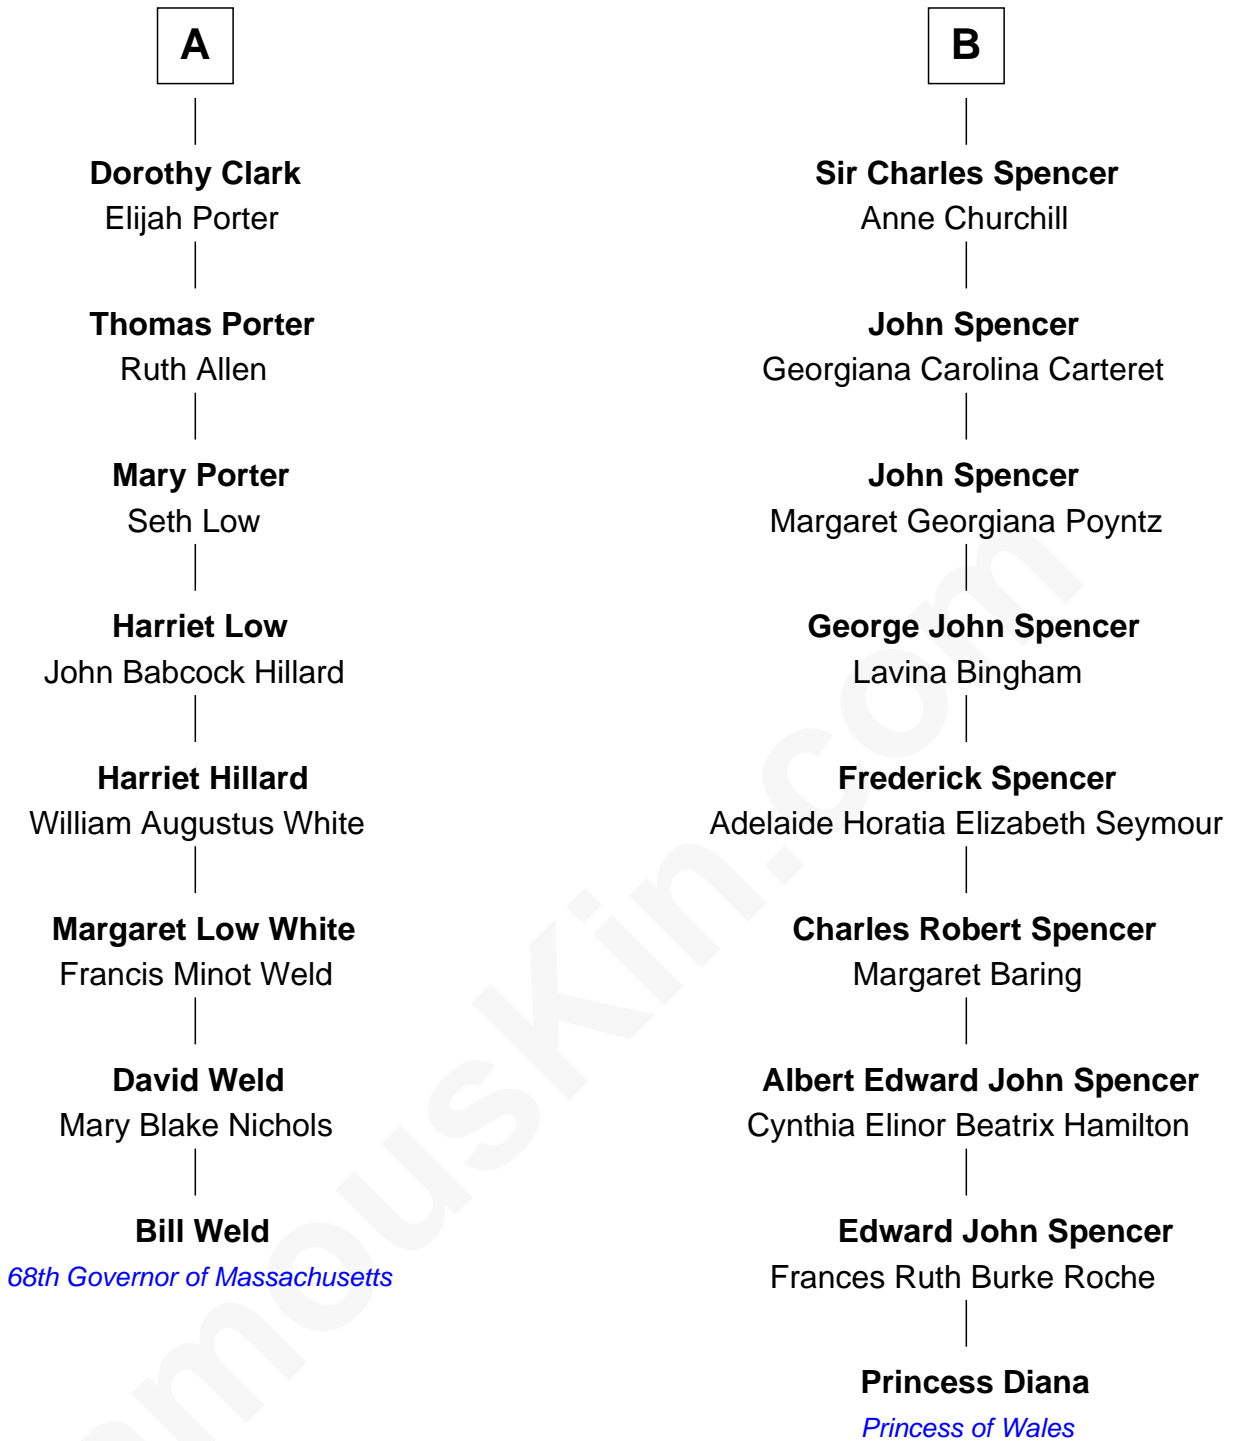 A
Dorothy Clark
Elijah Porter
Thomas Porter
Ruth Allen
Mary Porter
Seth Low
Harriet Low
John Babcock Hillard
Harriet Hillard
William Augustus White
Margaret Low White
Francis Minot Weld
David Weld
Mary Blake Nichols
Bill Weld
68th Governor of Massachusetts
B
Sir Charles Spencer
Anne Churchill
John Spencer
Georgiana Carolina Carteret
John Spencer
Margaret Georgiana Poyntz
George John Spencer
Lavina Bingham
Frederick Spencer
Adelaide Horatia Elizabeth Seymour
Charles Robert Spencer
Margaret Baring
Albert Edward John Spencer
Cynthia Elinor Beatrix Hamilton
Edward John Spencer
Frances Ruth Burke Roche
Princess Diana
Princess of Wales
amousKin.com